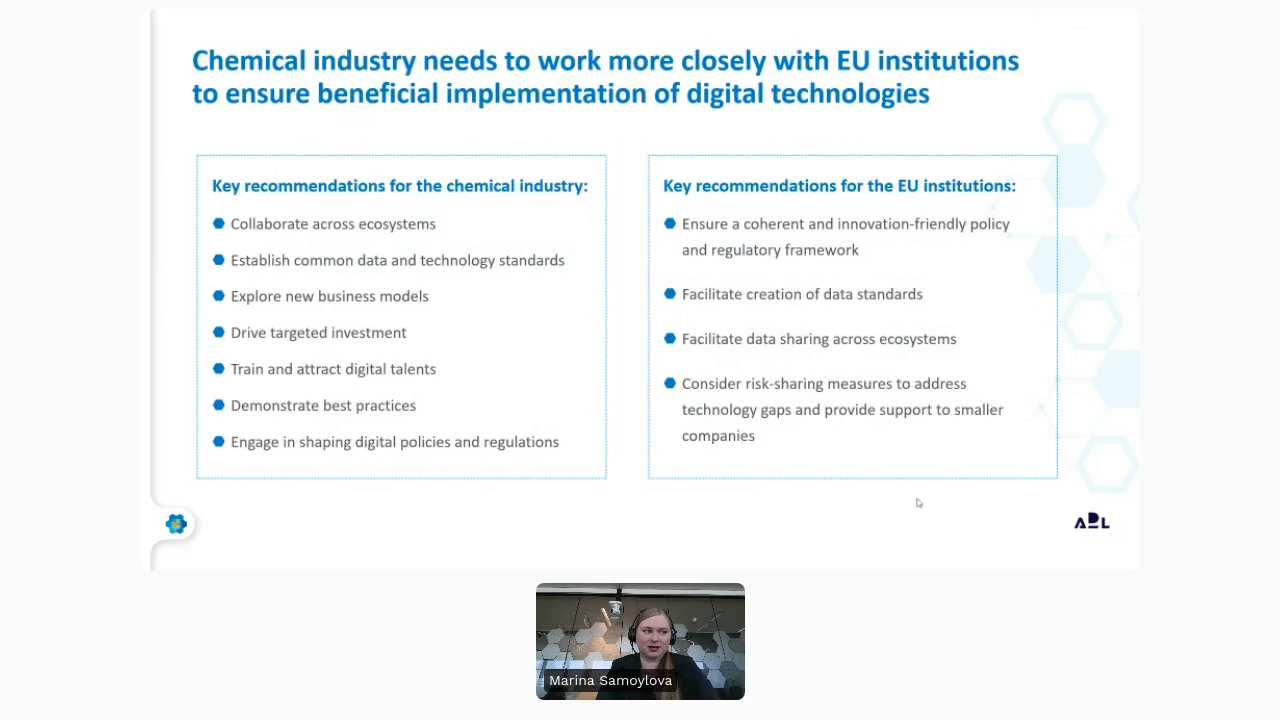 Chemical industry needs to work more closely with EU institutions
to ensure beneficial implementation of digital technologies
Key recommendations for the chemical industry:
Collaborate across ecosystems
Establish common data and technology standards
Explore new business models
Drive targeted investment
Train and attract digital talents
Demonstrate best practices
Engage in shaping digital policies and regulations
Key recommendations for the EU institutions:
Ensure a coherent and innovation-friendly policy
and regulatory framework
Facilitate creation of data standards
Facilitate data sharing across ecosystems
Consider risk-sharing measures to address
technology gaps and provide support to smaller
companies
ADL
Marina Samoylova